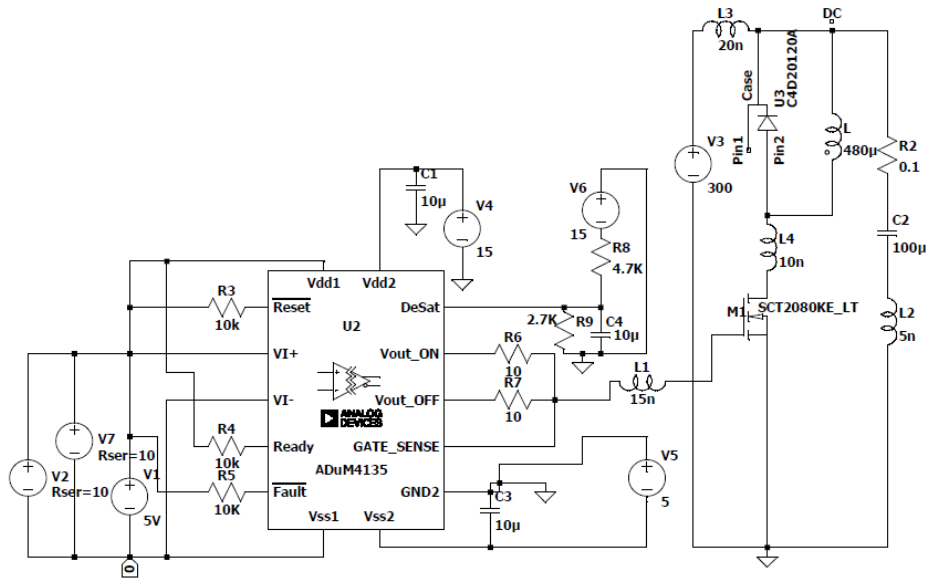 L3
20n
DC
Case
U3
C4D20120A
Pin1
Pin2
L
480µ
R2
0.1
V3
300
C1
10µ
V4
15
V6
15
R8
4.7K
C2
100µ
L4
10n
Vdd1
Vdd2
R3
10k
Reset
U2
DeSat
2.7K
R9
C4
10µ
M1
SCT2080KE_LT
L2
5n
VI+
Vout_ON
R6
10
L1
15n
VI-
Vout_OFF
R7
10
ANALOG
DEVICES
V7
Rser=10
R4
10k
Ready
GATE_SENSE
V2
Rser=10
V1
5V
R5
10K
Fault
ADuM4135
GND2
V5
5
C3
10µ
Vss1
Vss2
0